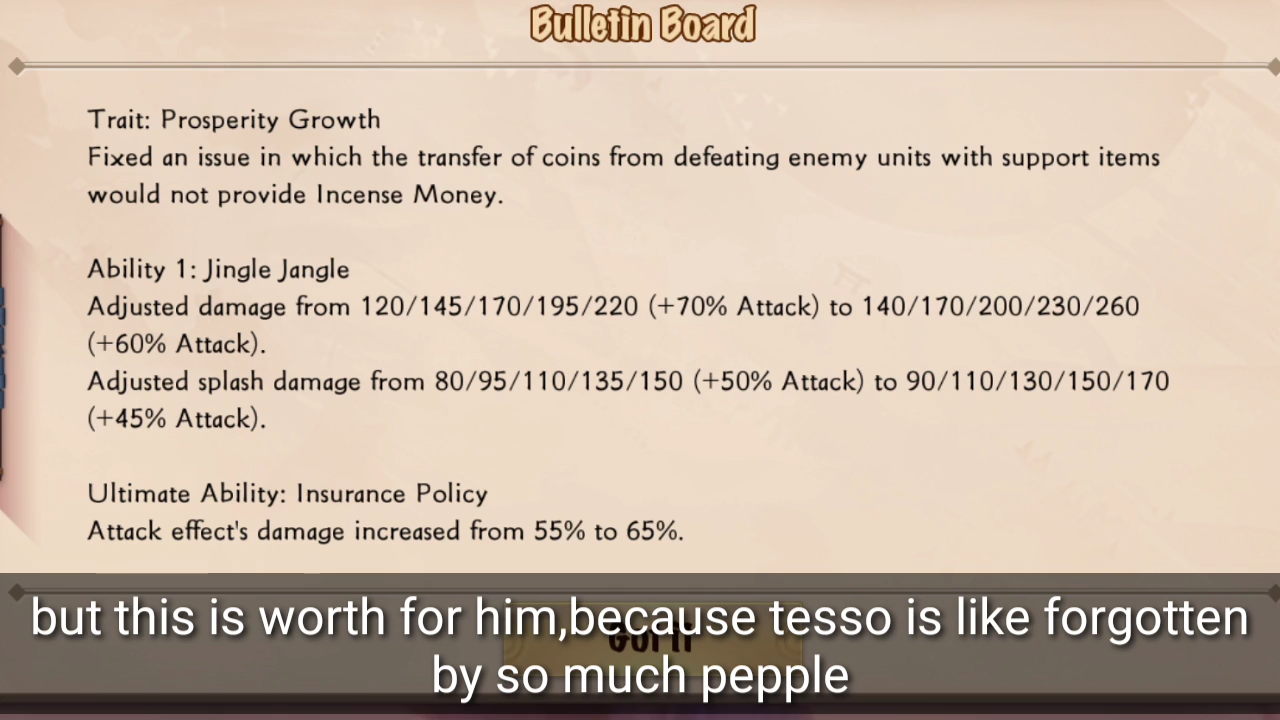 Bulletin Board
Trait: Prosperity Growth
Fixed an issue in which the transfer of coins from defeating enemy units with support items
would not provide Incense Money.
Ability 1: Jingle Jangle
Adjusted damage from 120/145/170/195/220 (+70% Attack) to 140/170/200/230/260
(+60% Attack).
Adjusted splash damage from 80/95/110/135/150 (+50% Attack) to 90/110/130/150/170
(+45% Attack).
Ultimate Ability: Insurance Policy
Attack effect's damage increased from 55% to 65%.
but this is worth for him,because tesso is like forgotten
by so much pepple